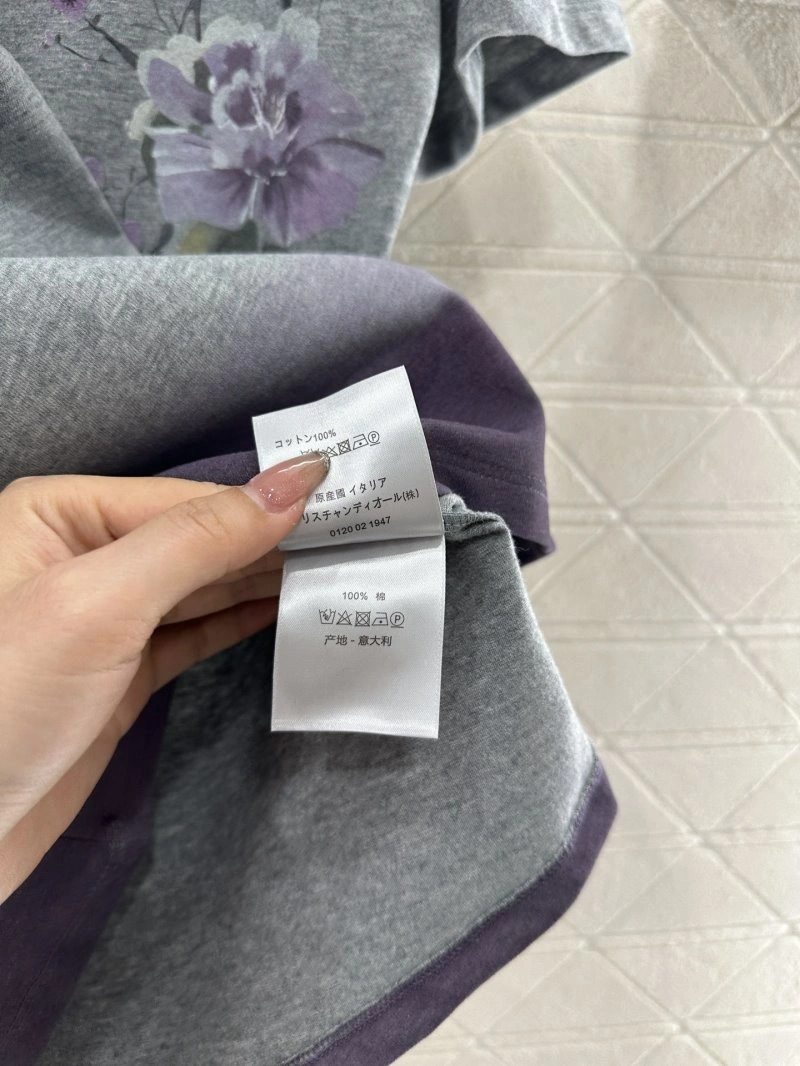 コットン100%
原産國 イタリア
リスチャンディオール(株)
0120 02 1947
100% 棉
产地 - 意大利